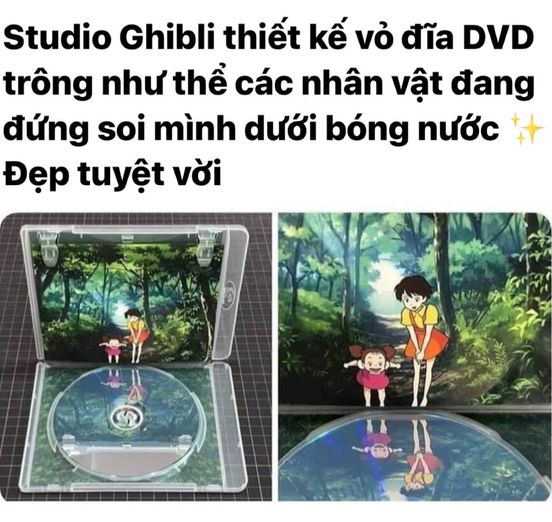 Studio Ghibli thiết kế vỏ đĩa DVD
trông như thể các nhân vật đang
đứng soi mình dưới bóng nước ✨
Đẹp tuyệt vời